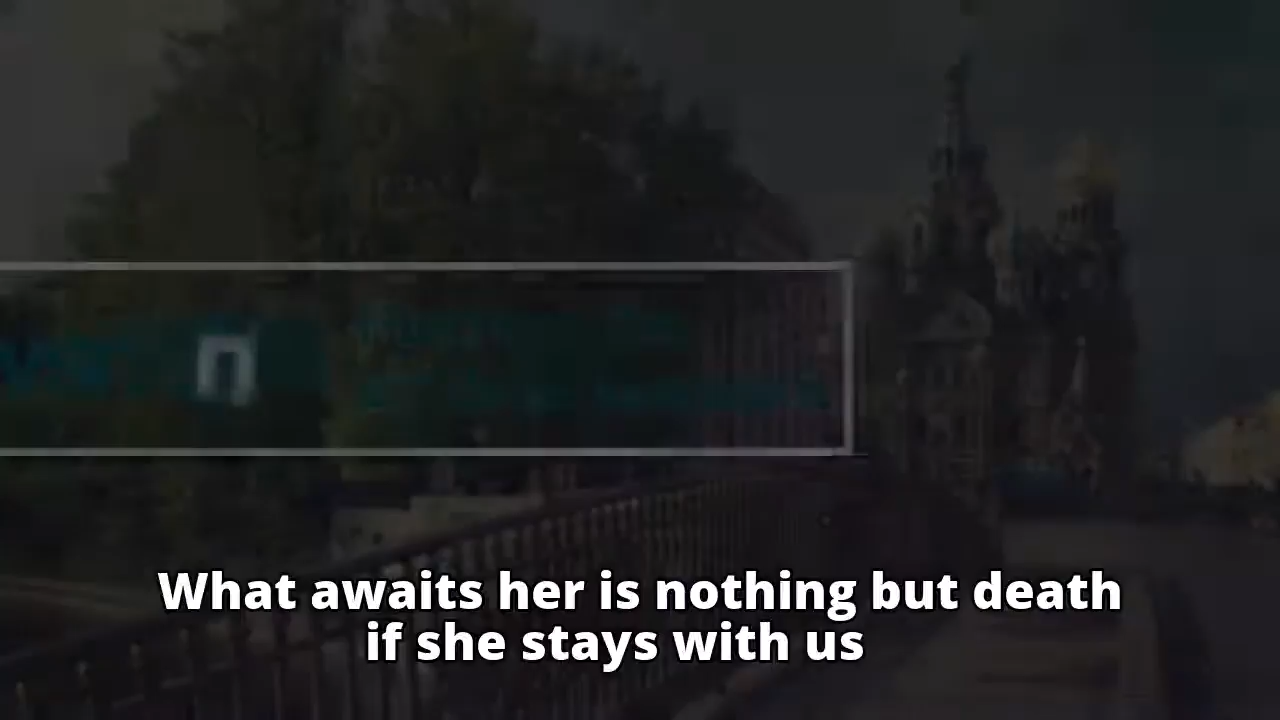 п
What awaits her is nothing but death
if she stays with us